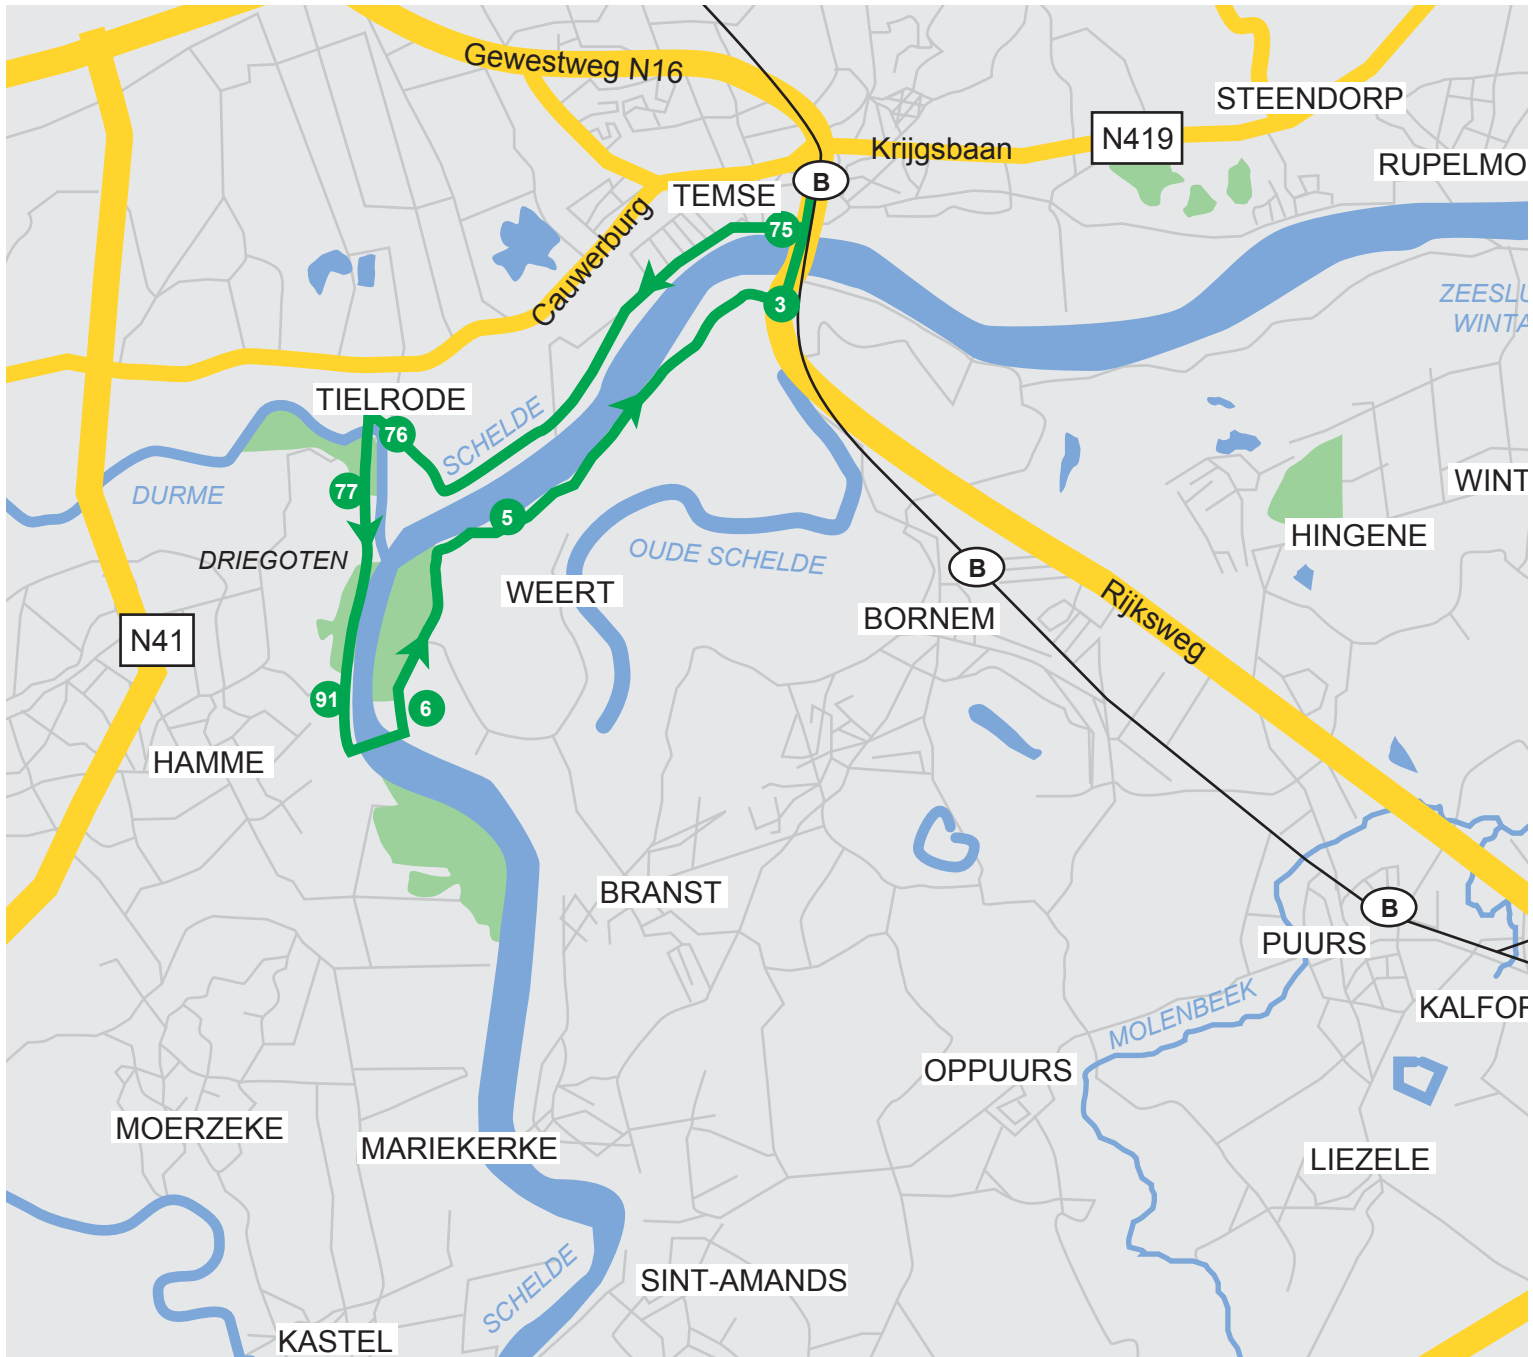 Gewestweg N16
STEENDORP
N419
Krijgsbaan
RUPELMO
B
TEMSE
75
Cauwerburg
3
ZEESLU
WINTA
TIELRODE
SCHELDE
76
77
DURME
WINT
5
HINGENE
DRIEGOTEN
OUDE SCHELDE
B
WEERT
BORNEM
Rijksweg
N41
91
6
HAMME
BRANST
B
PUURS
MOLENBEEK
KALFOR
OPPUURS
MOERZEKE
MARIEKERKE
LIEZELE
SCHELDE
SINT-AMANDS
KASTEL